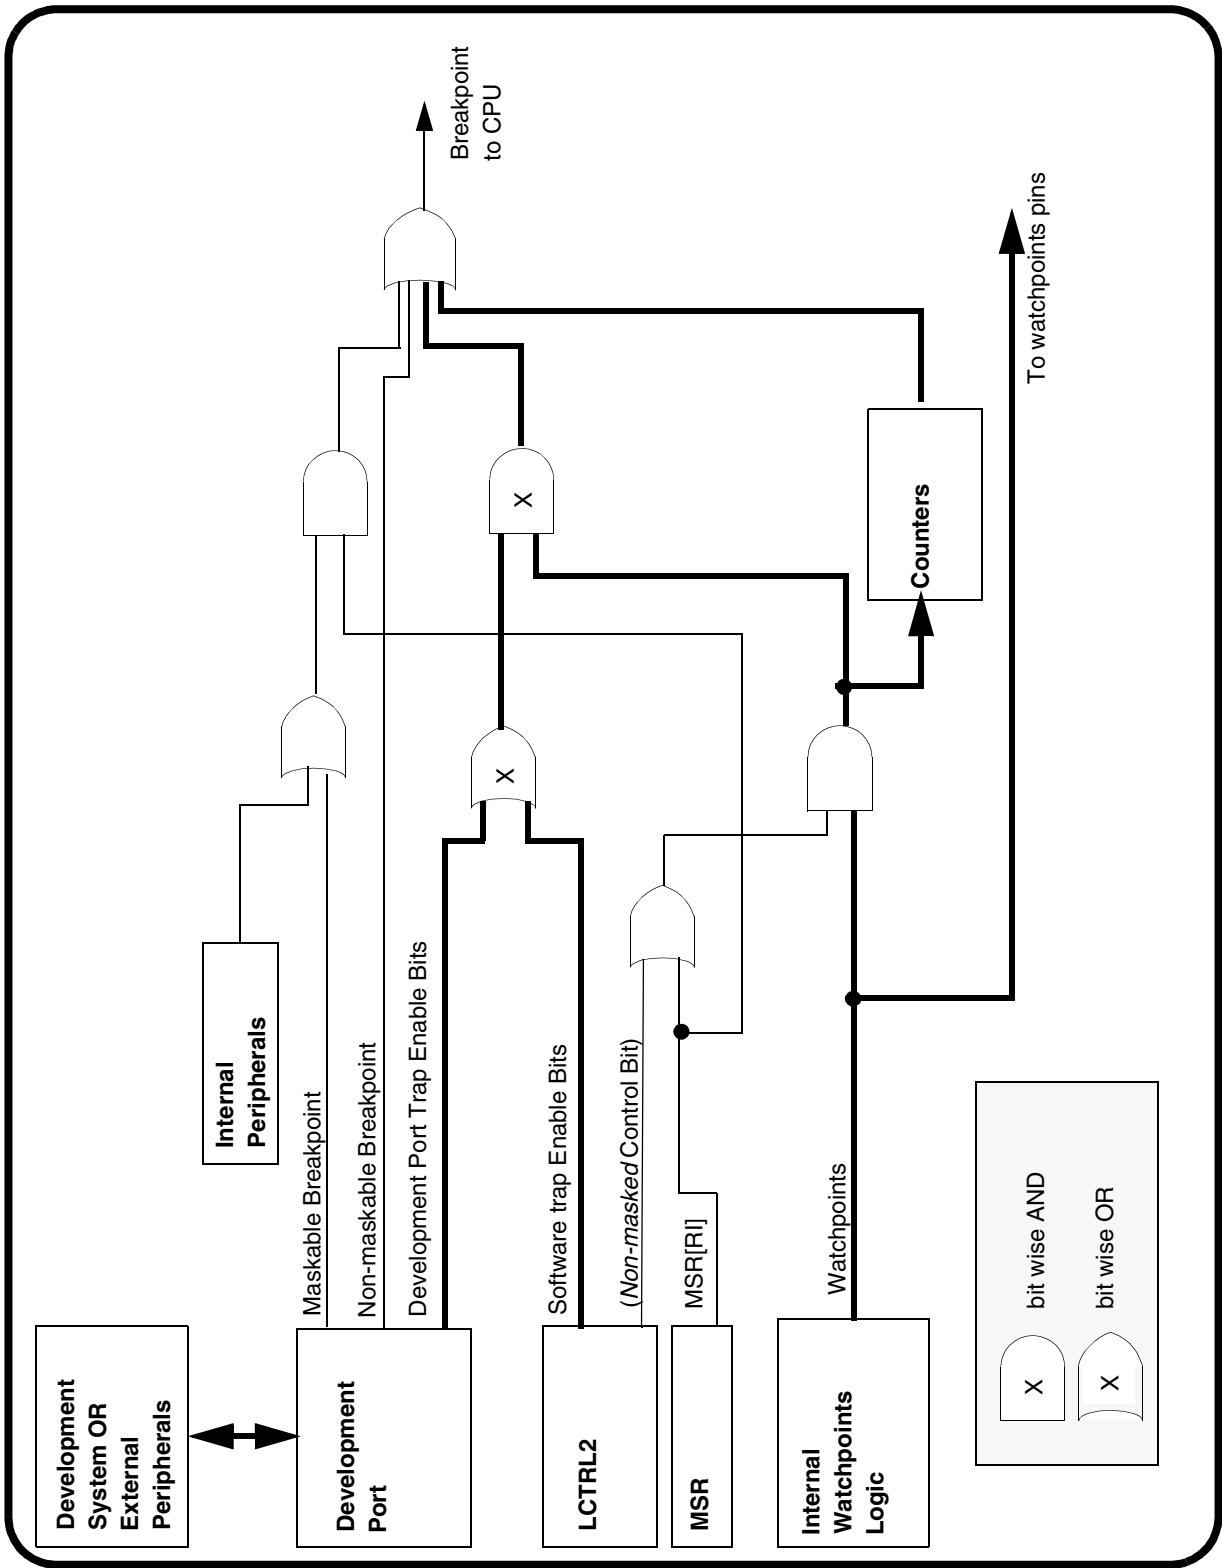 Development
System OR
External
Peripherals
Internal
Peripherals
Maskable Breakpoint
Non-maskable Breakpoint
Development Port Trap Enable Bits
Development
Port
Software trap Enable Bits
(Non-masked Control Bit)
LCTRL2
MSR[RI]
MSR
Watchpoints
Internal
Watchpoints
Logic
X
X
Counters
Breakpoint
to CPU
To watchpoints pins
X
bit wise AND
X
bit wise OR